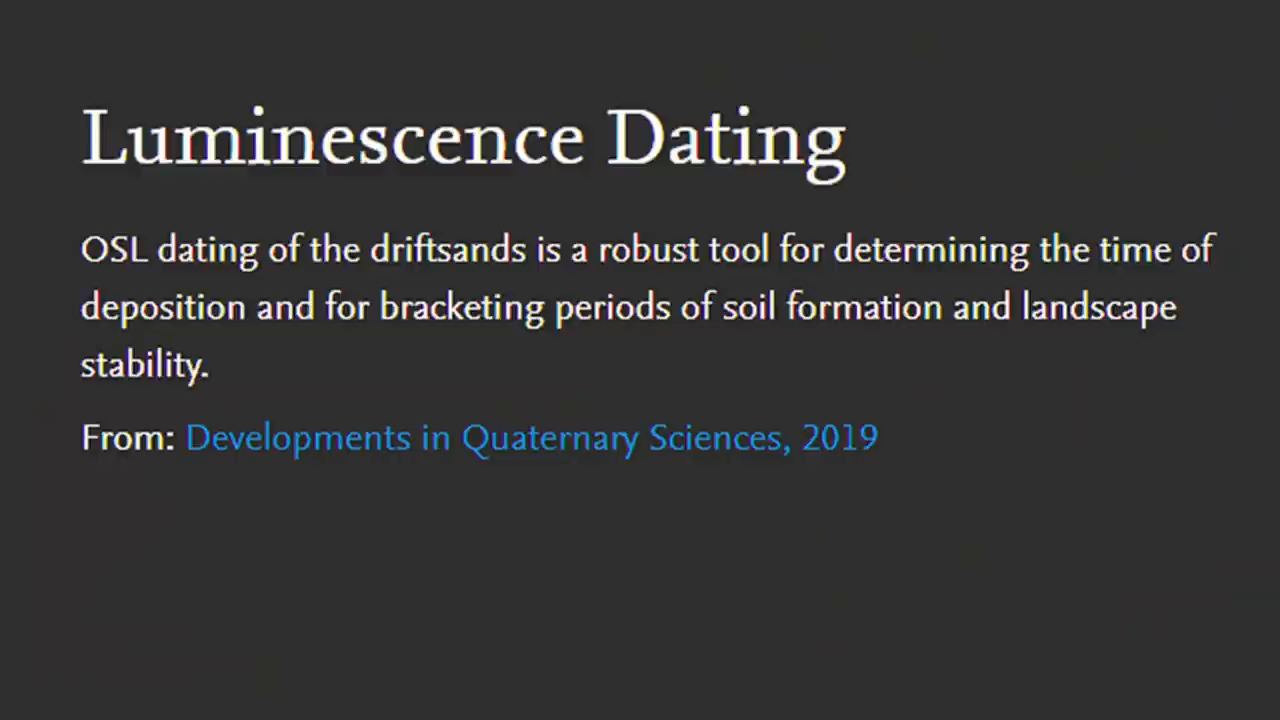 Luminescence Dating
OSL dating of the driftsands is a robust tool for determining the time of
deposition and for bracketing periods of soil formation and landscape
stability.
From: Developments in Quaternary Sciences, 2019